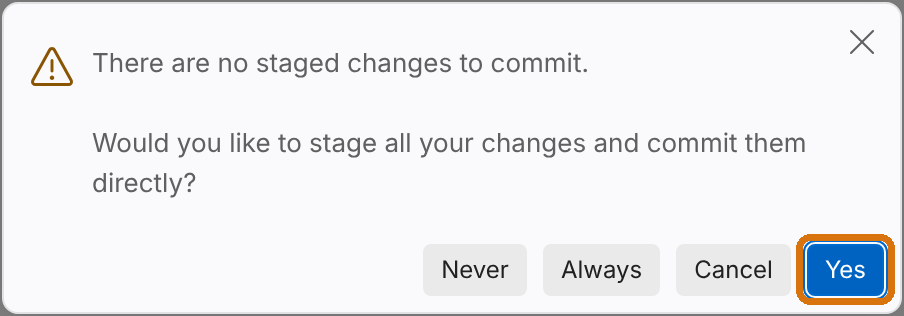 There are no staged changes to commit.
Would you like to stage all your changes and commit them
directly?
Never
Always
Cancel
Yes